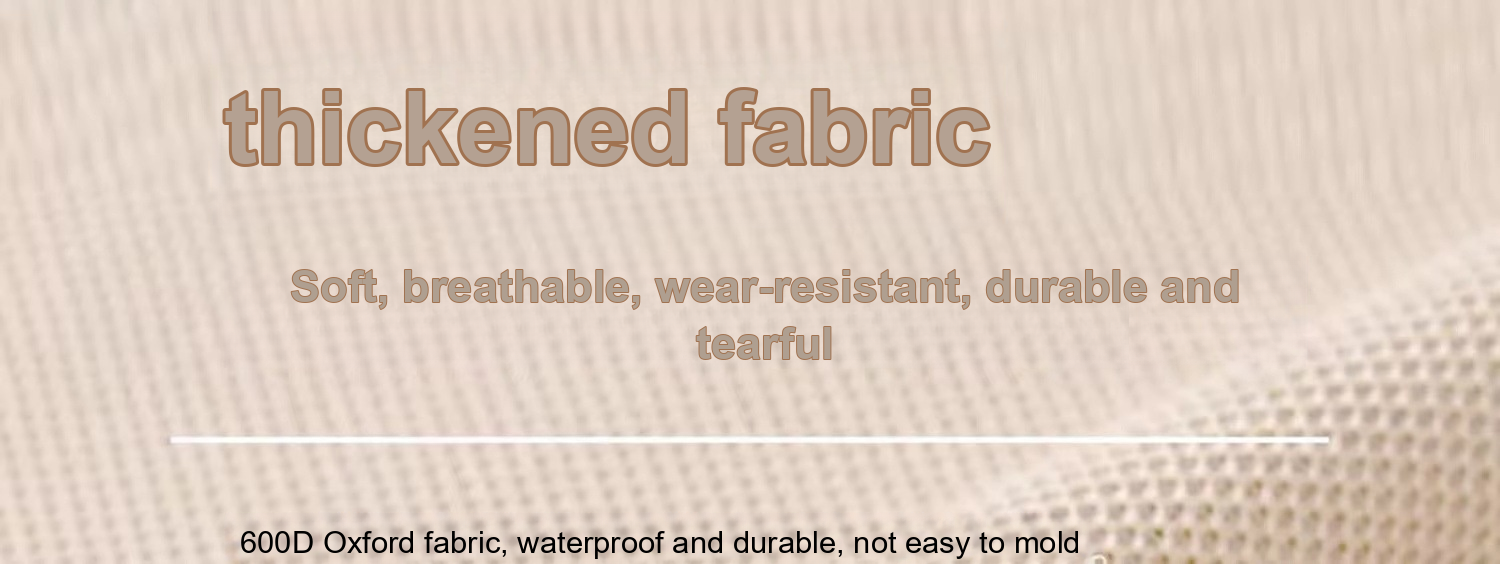 thickened fabric
Soft, breathable, wear-resistant, durable and
tearful
600D Oxford fabric, waterproof and durable, not easy to mold